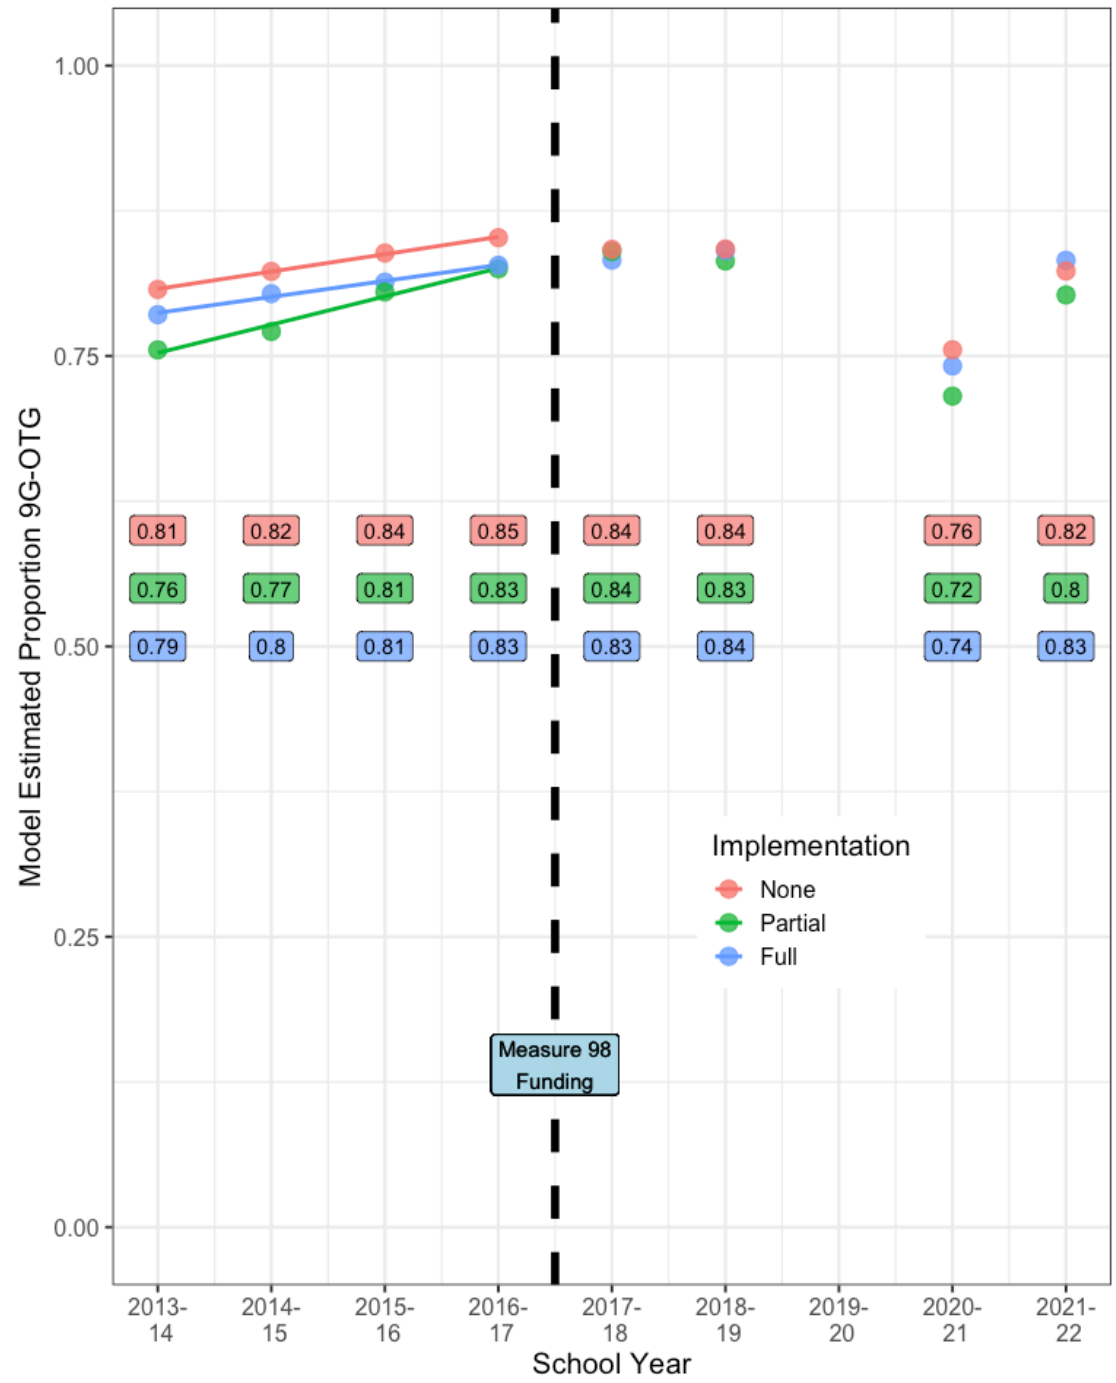 1.00
0.75
0.50
0.25
0.00
Model Estimated Proportion 9G-OTG
0.81 0.82 0.84 0.85 0.84 0.84 0.76 0.82
0.76 0.77 0.81 0.83 0.84 0.83 0.72 0.8
0.79 0.8 0.81 0.83 0.83 0.84 0.74 0.83
Implementation
None
Partial
Full
Measure 98
Funding
2013- 2014- 2015- 2016- 2017- 2018- 2019- 2020- 2021-
14 15 16 17 18 19 20 21 22
School Year